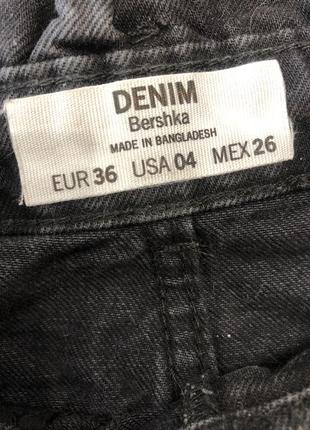 DENIM
Bershka
MADE IN BANGLADESH
EUR 36 USA 04 MEX 26